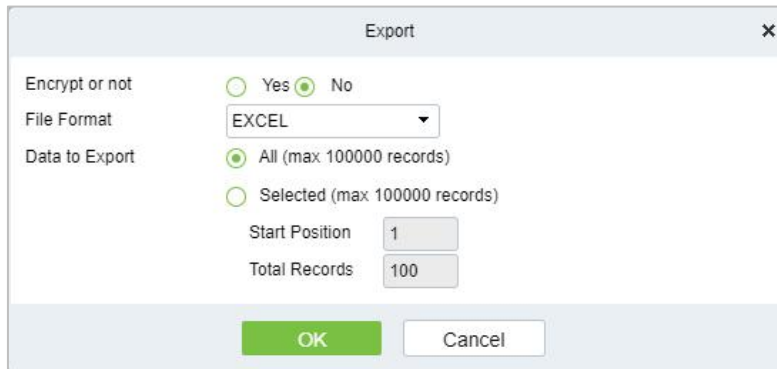 Export
Encrypt or not Yes No
File Format EXCEL
Data to Export All (max 100000 records)
Selected (max 100000 records)
Start Position 1
Total Records 100
OK Cancel